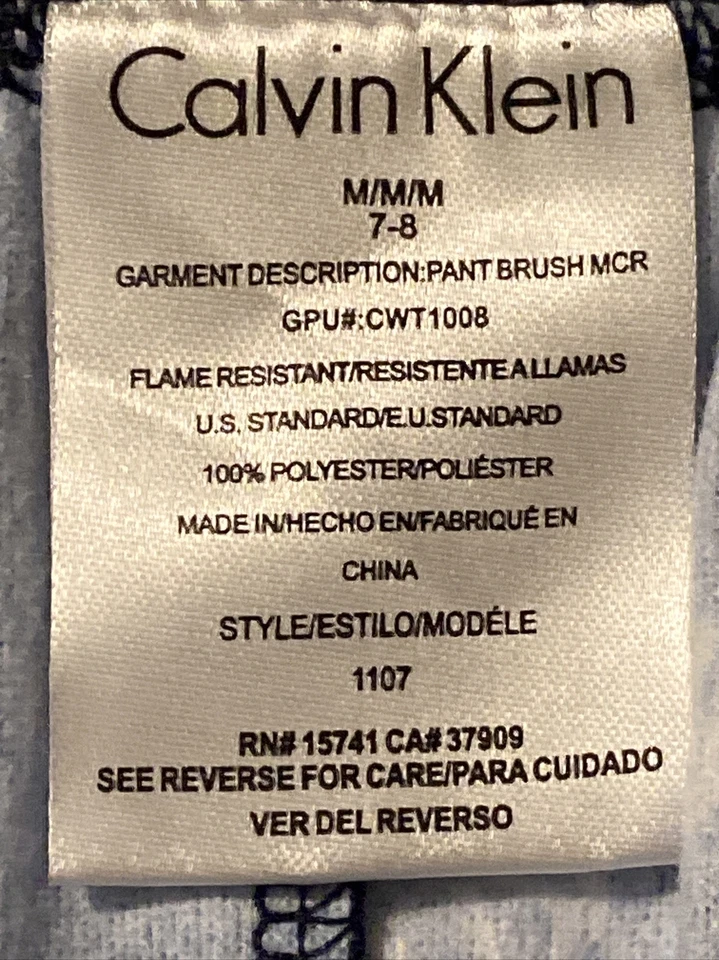 Calvin Klein
M/M/M
7-8
GARMENT DESCRIPTION:PANT BRUSH MCR
GPU#:CWT1008
FLAME RESISTANT/RESISTENTE A LLAMAS
U.S. STANDARD/E.U.STANDARD
100% POLYESTER/POLIÉSTER
MADE IN/HECHO EN/FABRIQUÉ EN
CHINA
STYLE/ESTILO/MODÉLE
1107
RN# 15741 CA# 37909
SEE REVERSE FOR CARE/PARA CUIDADO
VER DEL REVERSO